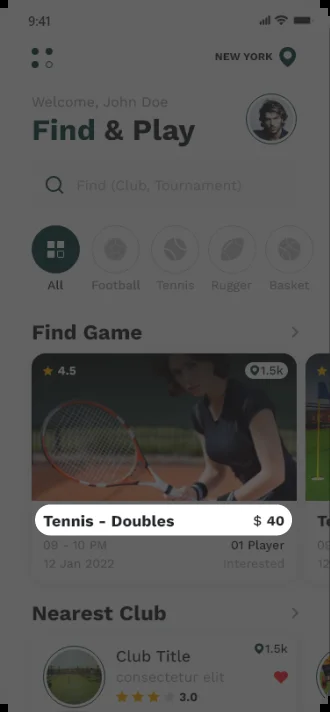 9:41
NEW YORK
Welcome, John Doe
Find & Play
Find (Club, Tournament)
All Football Tennis Rugger Basket
Find Game
4.5 1.5k
Tennis - Doubles $ 40 Te
09 - 10 PM 01 Player 09
12 Jan 2022 Interested 12
Nearest Club
Club Title 1.5k
consectetur elit
3.0